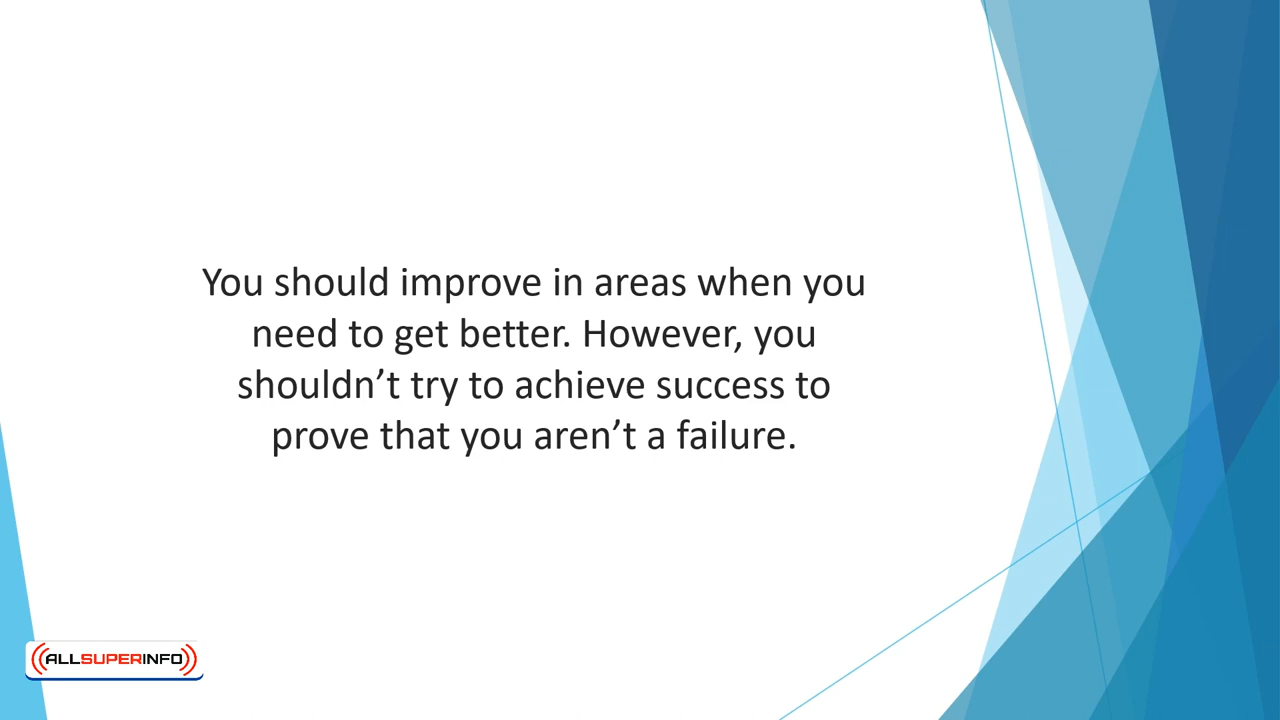 You should improve in areas when you
need to get better. However, you
shouldn’t try to achieve success to
prove that you aren’t a failure.
ALLSUPERINFO